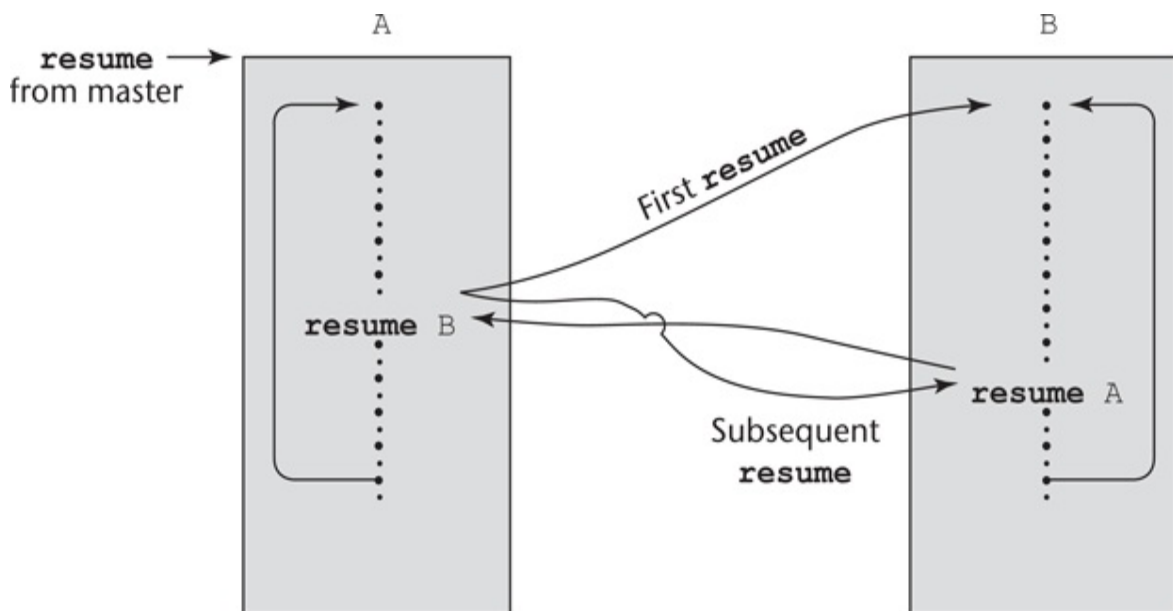 A
B
resume
from master
First resume
resume B
resume A
Subsequent
resume